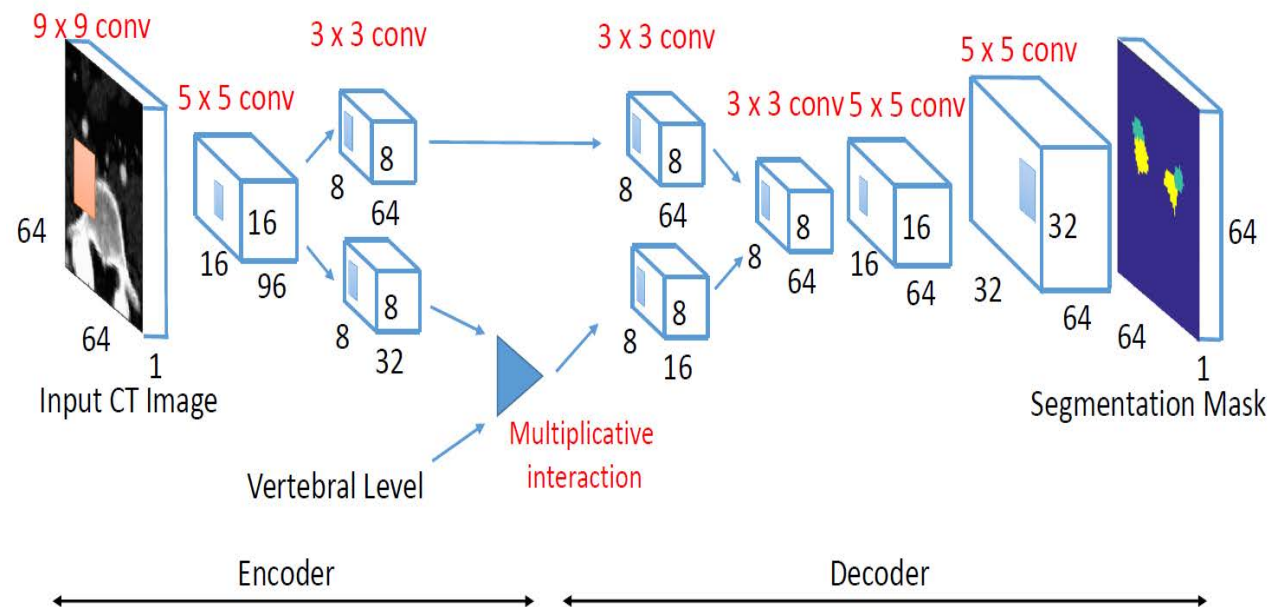 9 x 9 conv
5 x 5 conv
3 x 3 conv
3 x 3 conv
3 x 3 conv
5 x 5 conv
5 x 5 conv
64
64
1
Input CT Image
16
16
96
8
8
64
8
8
32
Vertebral Level
Multiplicative
interaction
8
8
64
8
8
16
8
8
64
16
16
64
32
32
64
64
64
1
Segmentation Mask
Encoder
Decoder